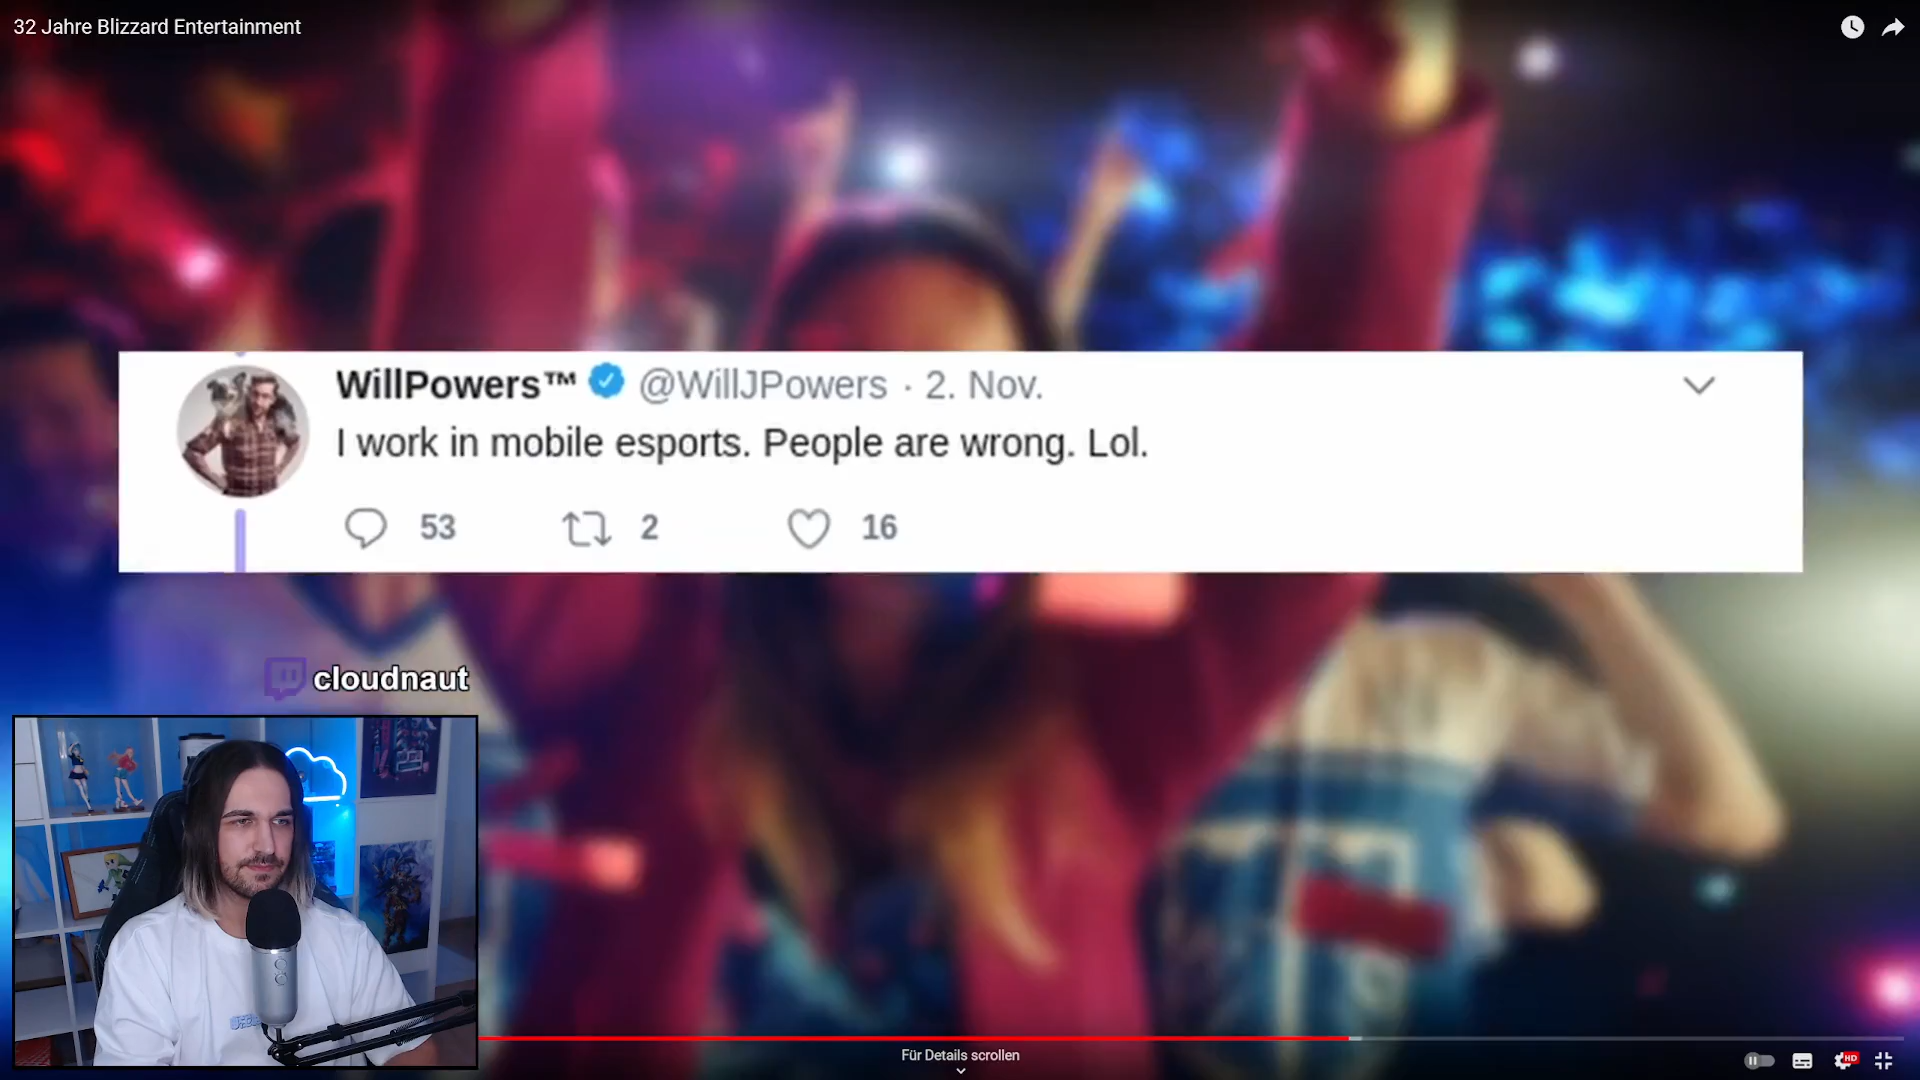 32 Jahre Blizzard Entertainment
WillPowers™ @WillJPowers · 2. Nov.
I work in mobile esports. People are wrong. Lol.
53 2 16
cloudnaut
Für Details scrollen
HD